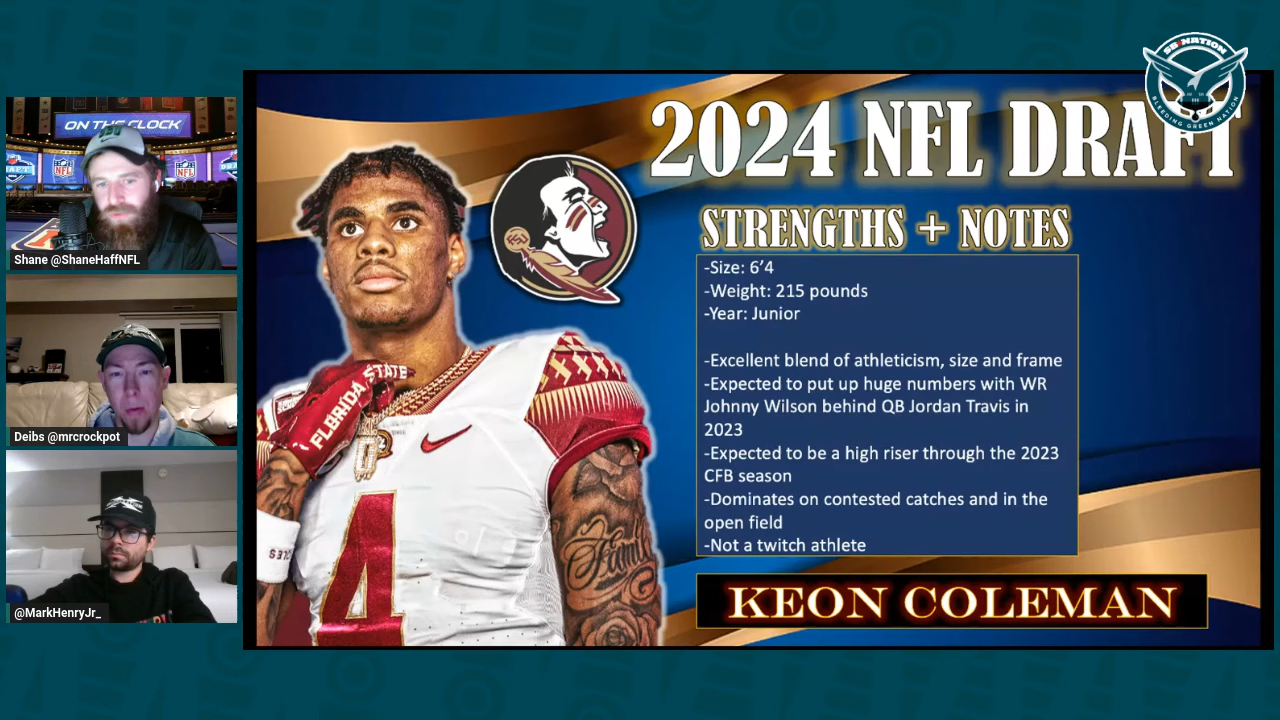 SB NATION
BLEEDING GREEN NATION
ON THE CLOCK
NFL
NFL
Shane @ShaneHaffNFL
Deibs @mrcrockpot
@MarkHenryJr_
2024 NFL DRAFT
STRENGTHS + NOTES
-Size: 6'4
-Weight: 215 pounds
-Year: Junior
-Excellent blend of athleticism, size and frame
-Expected to put up huge numbers with WR
Johnny Wilson behind QB Jordan Travis in
2023
-Expected to be a high riser through the 2023
CFB season
-Dominates on contested catches and in the
open field
-Not a twitch athlete
KEON COLEMAN
FLORIDA STATE
4